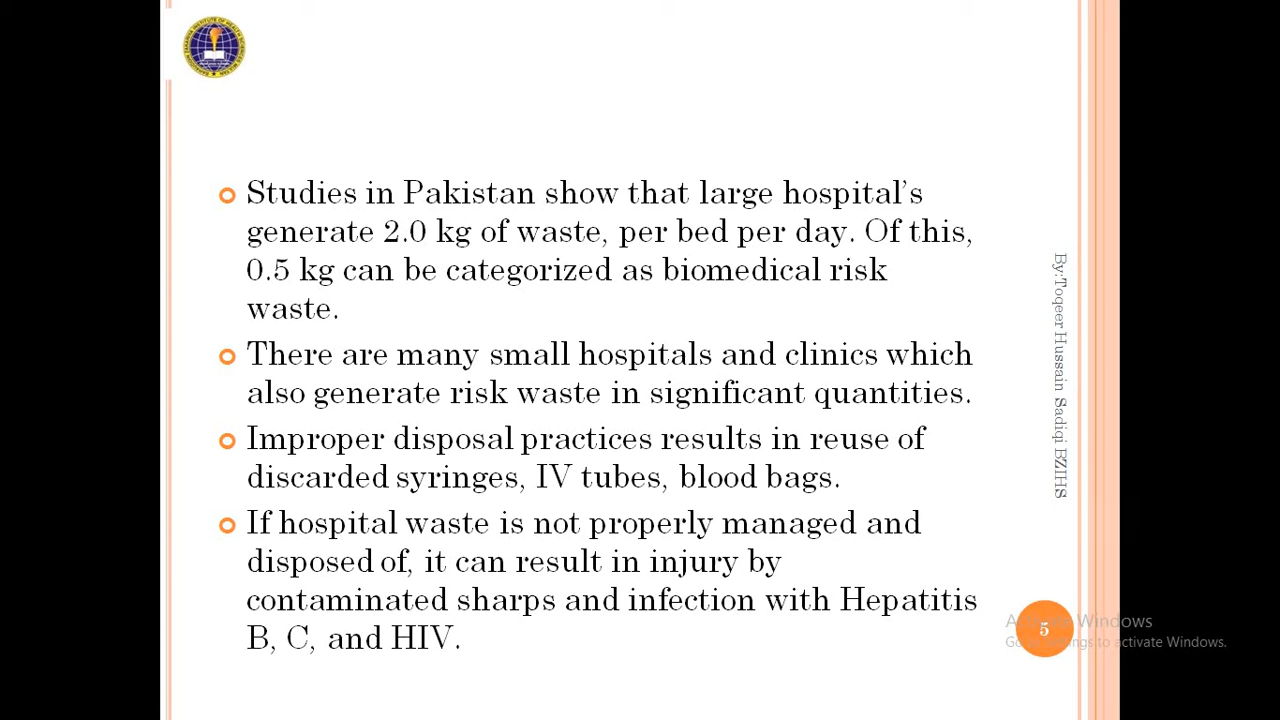 Studies in Pakistan show that large hospital's
generate 2.0 kg of waste, per bed per day. Of this,
0.5 kg can be categorized as biomedical risk
waste.
There are many small hospitals and clinics which
also generate risk waste in significant quantities.
Improper disposal practices results in reuse of
discarded syringes, IV tubes, blood bags.
If hospital waste is not properly managed and
disposed of, it can result in injury by
contaminated sharps and infection with Hepatitis
B, C, and HIV.
By:Toqeer Hussain Sadiqi BZIHS
5
Activate Windows
to activate Windows.